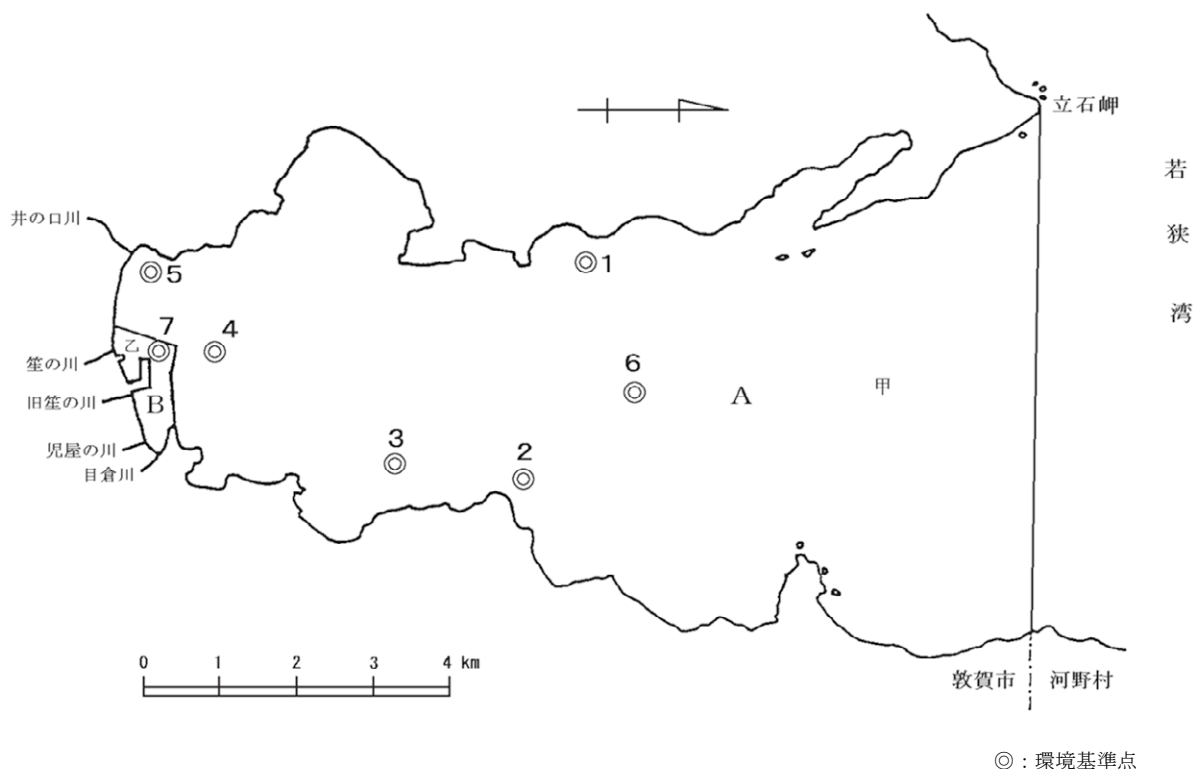 立石岬
若狭湾
井の口川
5
1
7
4
乙
笙の川
6
旧笙の川
B
A
甲
児屋の川
3
2
目倉川
0 1 2 3 4 km
敦賀市
河野村
◎：環境基準点